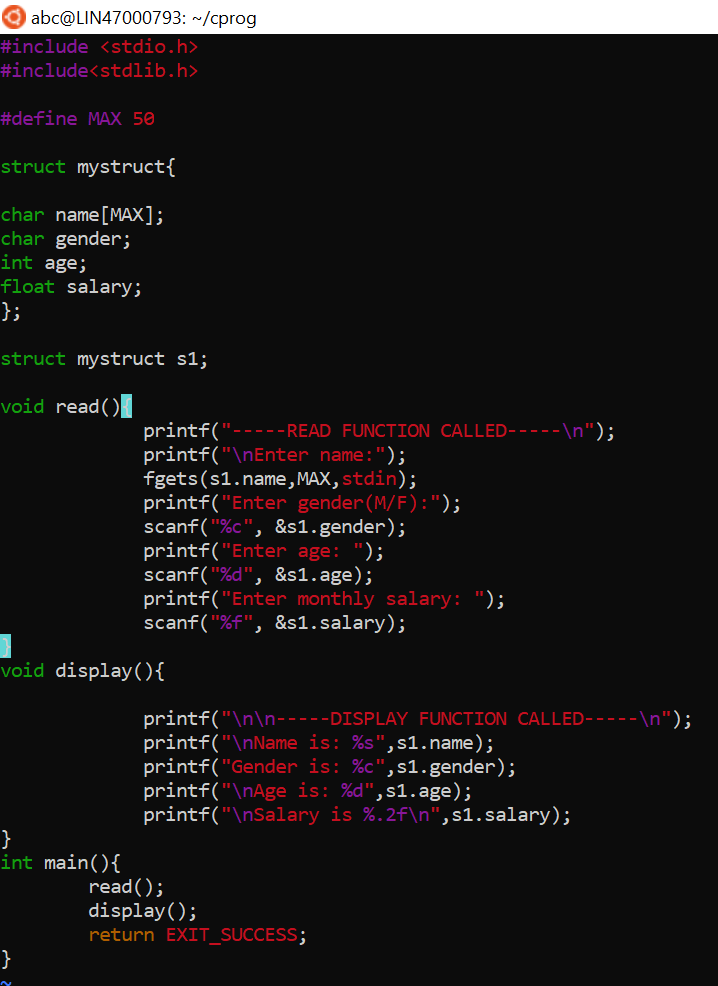 abc@LIN47000793: ~/cprog
#include <stdio.h>
#include<stdlib.h>
#define MAX 50
struct mystruct{
char name[MAX];
char gender;
int age;
float salary;
};
struct mystruct s1;
void read(){
printf("-----READ FUNCTION CALLED-----\n");
printf("\nEnter name:");
fgets(s1.name,MAX,stdin);
printf("Enter gender(M/F):");
scanf("%c", &s1.gender);
printf("Enter age: ");
scanf("%d", &s1.age);
printf("Enter monthly salary: ");
scanf("%f", &s1.salary);
}
void display(){
printf("\n\n-----DISPLAY FUNCTION CALLED-----\n");
printf("\nName is: %s",s1.name);
printf("Gender is: %c",s1.gender);
printf("\nAge is: %d",s1.age);
printf("\nSalary is %.2f\n",s1.salary);
}
int main(){
read();
display();
return EXIT_SUCCESS;
}
~